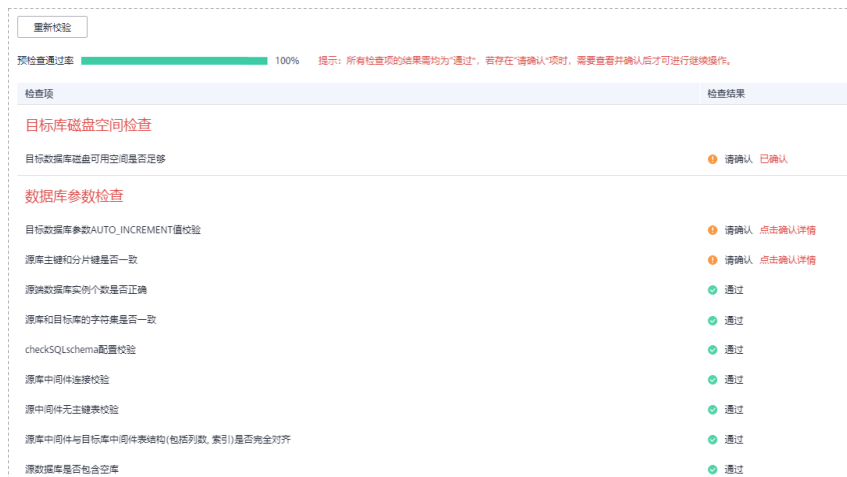 重新校验
预检查通过率 100% 提示：所有检查项的结果需均为“通过”，若存在“请确认”项时，需要查看并确认后才可进行继续操作。
检查项 检查结果
目标库磁盘空间检查
目标数据库磁盘可用空间是否足够 请确认 已确认
数据库参数检查
目标数据库参数AUTO_INCREMENT值校验 请确认 点击确认详情
源库主键和分片键是否一致 请确认 点击确认详情
源端数据库实例个数是否正确 通过
源库和目标库的字符集是否一致 通过
checkSQLschema配置校验 通过
源库中间件连接校验 通过
源中间件无主键表校验 通过
源库中间件与目标库中间件表结构(包括列数, 索引)是否完全对齐 通过
源数据库是否包含空库 通过